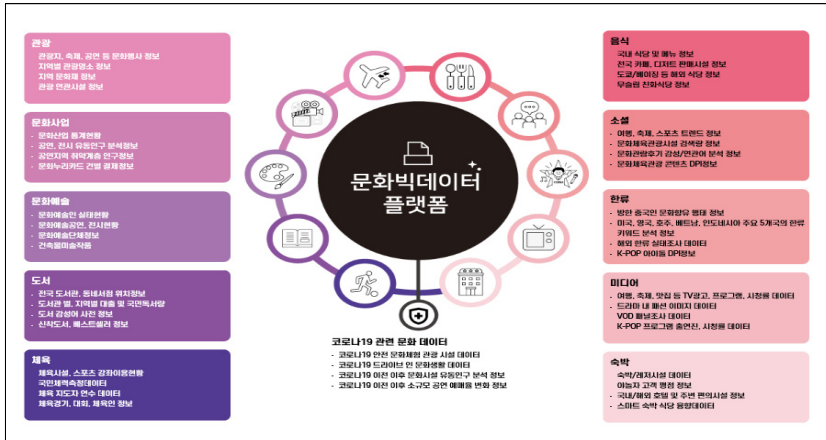 관광
관광지, 축제, 공연 등 문화행사 정보
지역별 관광명소 정보
지역 문화재 정보
관광 연관시설 정보
문화사업
- 문화산업 통계현황
- 공연, 전시 유동인구 분석정보
- 공연지역 취약계층 인구정보
- 문화누리카드 건별 결제정보
문화예술
- 문화예술인 실태현황
- 문화예술공연, 전시현황
- 문화예술단체정보
- 건축물미술작품
도서
- 전국 도서관, 동네서점 위치정보
- 도서관 별, 지역별 대출 및 국민독서량
- 도서 감성어 사전 정보
- 신착도서, 베스트셀러 정보
체육
체육시설, 스포츠 강좌이용현황
국민체력측정데이터
체육 지도자 연수 데이터
체육경기, 대회, 체육인 정보
문화빅데이터
플랫폼
코로나19 관련 문화 데이터
- 코로나19 안전 문화체험 관광 시설 데이터
- 코로나19 드라이브 인 문화생활 데이터
- 코로나19 이전 이후 문화시설 유동인구 분석 정보
- 코로나19 이전 이후 소규모 공연 예매율 변화 정보
음식
국내 식당 및 메뉴 정보
전국 카페, 디저트 판매시설 정보
도쿄/베이징 등 해외 식당 정보
무슬림 친화식당 정보
소셜
- 여행, 축제, 스포츠 트렌드 정보
- 문화체육관광시설 검색량 정보
- 문화관람후기 감성/연관어 분석 정보
- 문화체육관광 콘텐츠 DPI정보
한류
- 방한 중국인 문화향유 행태 정보
- 미국, 영국, 호주, 베트남, 인도네시아 주요 5개국의 한류
키워드 분석 정보
- 해외 한류 실태조사 데이터
- K-POP 아이돌 DPI정보
미디어
- 여행, 축제, 맛집 등 TV광고, 프로그램, 시청률 데이터
- 드라마 내 패션 이미지 데이터
VOD 패널조사 데이터
K-POP 프로그램 출연진, 시청률 데이터
숙박
숙박/레저시설 데이터
야놀자 고객 평점 정보
- 국내/해외 호텔 및 주변 편의시설 정보
- 스마트 숙박 식당 융합데이터